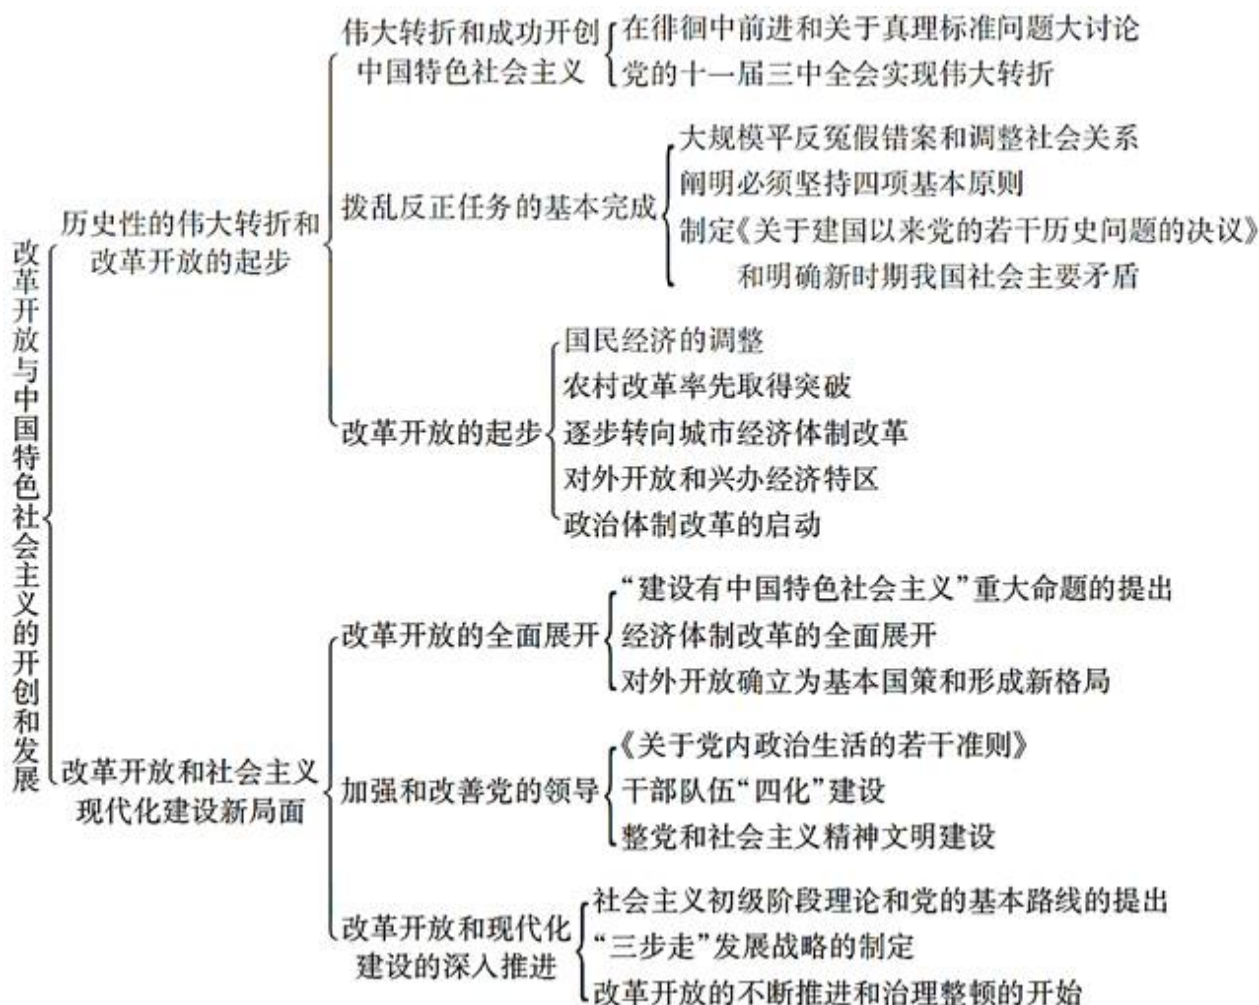 改革开放与中国特色社会主义的开创和发展
历史性的伟大转折和
改革开放的起步
伟大转折和成功开创
中国特色社会主义
在徘徊中前进和关于真理标准问题大讨论
党的十一届三中全会实现伟大转折
拨乱反正任务的基本完成
大规模平反冤假错案和调整社会关系
阐明必须坚持四项基本原则
制定《关于建国以来党的若干历史问题的决议》
和明确新时期我国社会主要矛盾
改革开放的起步
国民经济的调整
农村改革率先取得突破
逐步转向城市经济体制改革
对外开放和兴办经济特区
政治体制改革的启动
改革开放和社会主义
现代化建设新局面
改革开放的全面展开
“建设有中国特色社会主义”重大命题的提出
经济体制改革的全面展开
对外开放确立为基本国策和形成新格局
加强和改善党的领导
《关于党内政治生活的若干准则》
干部队伍“四化”建设
整党和社会主义精神文明建设
改革开放和现代化
建设的深入推进
社会主义初级阶段理论和党的基本路线的提出
“三步走”发展战略的制定
改革开放的不断推进和治理整顿的开始